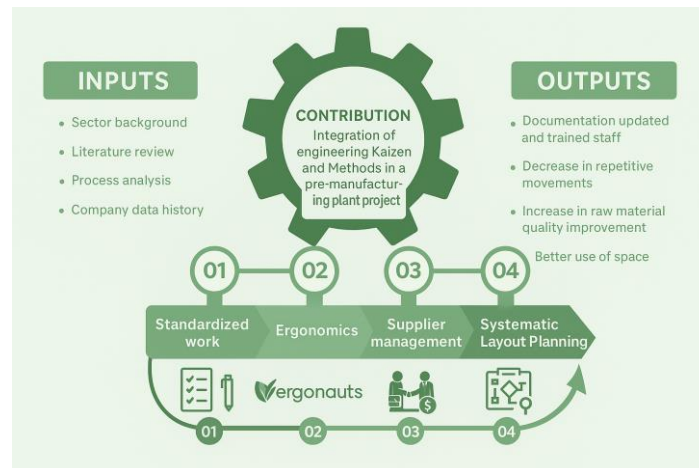 INPUTS
• Sector background
• Literature review
• Process analysis
• Company data history
CONTRIBUTION
Integration of
engineering Kaizen
and Methods in a
pre-manufactur-
ing plant project
OUTPUTS
• Documentation updated
and trained staff
• Decrease in repetitive
movements
• Increase in raw material
quality improvement
Better use of space
01
02
03
04
Standardized
work
Ergonomics
Supplier
management
Systematic
Layout Planning
ergonauts
$
01
02
03
04